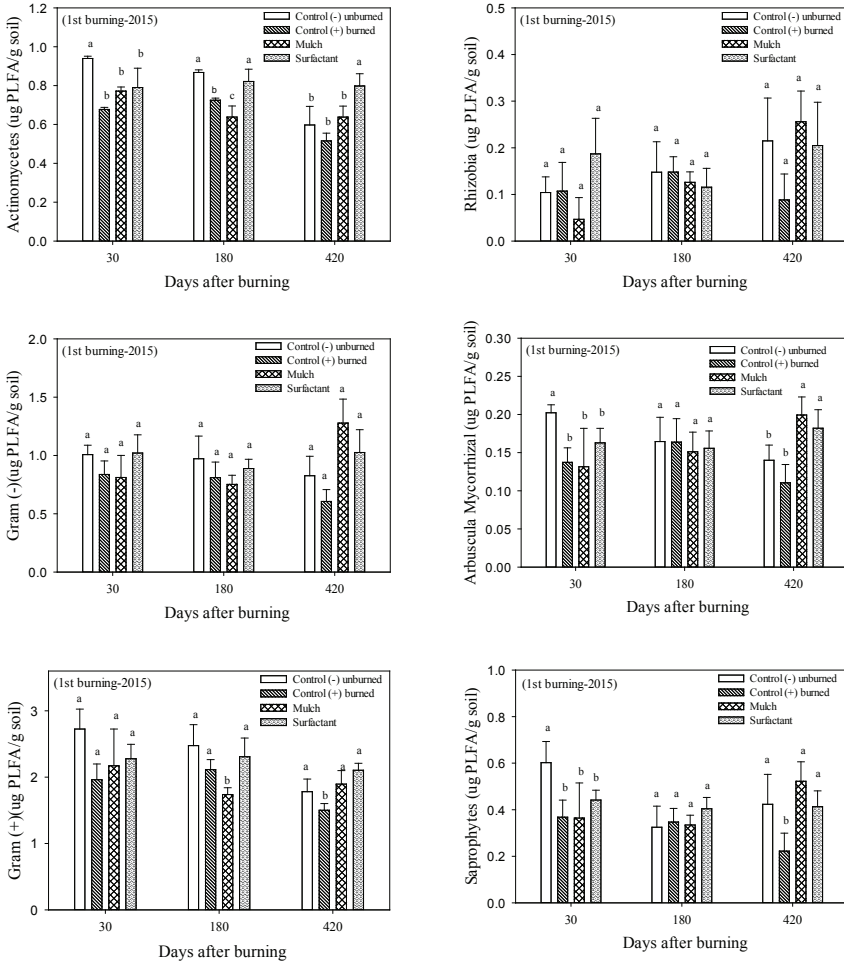 Actinomycetes (ug PLFA/g soil)
1.2
1.0
0.8
0.6
0.4
0.2
0.0
(1st burning-2015)
Control (-) unburned
Control (+) burned
Mulch
Surfactant
a b b b a b c a b b b a
30 180 420
Days after burning
Rhizobia (ug PLFA/g soil)
0.5
0.4
0.3
0.2
0.1
0.0
(1st burning-2015)
Control (-) unburned
Control (+) burned
Mulch
Surfactant
a a a a a a a a a a a a
30 180 420
Days after burning
Gram (-)(ug PLFA/g soil)
2.0
1.5
1.0
0.5
0.0
(1st burning-2015)
Control (-) unburned
Control (+) burned
Mulch
Surfactant
a a a a a a a a a a a a
30 180 420
Days after burning
Arbuscula Mycorrhizal (ug PLFA/g soil)
0.30
0.25
0.20
0.15
0.10
0.05
0.00
(1st burning-2015)
Control (-) unburned
Control (+) burned
Mulch
Surfactant
a b b b a a a a b b a a
30 180 420
Days after burning
Gram (+)(ug PLFA/g soil)
3
2
1
0
(1st burning-2015)
Control (-) unburned
Control (+) burned
Mulch
Surfactant
a a a a a a b a a b a a
30 180 420
Days after burning
Saprophytes (ug PLFA/g soil)
1.0
0.8
0.6
0.4
0.2
0.0
(1st burning-2015)
Control (-) unburned
Control (+) burned
Mulch
Surfactant
a b b b a a a a a b a a
30 180 420
Days after burning